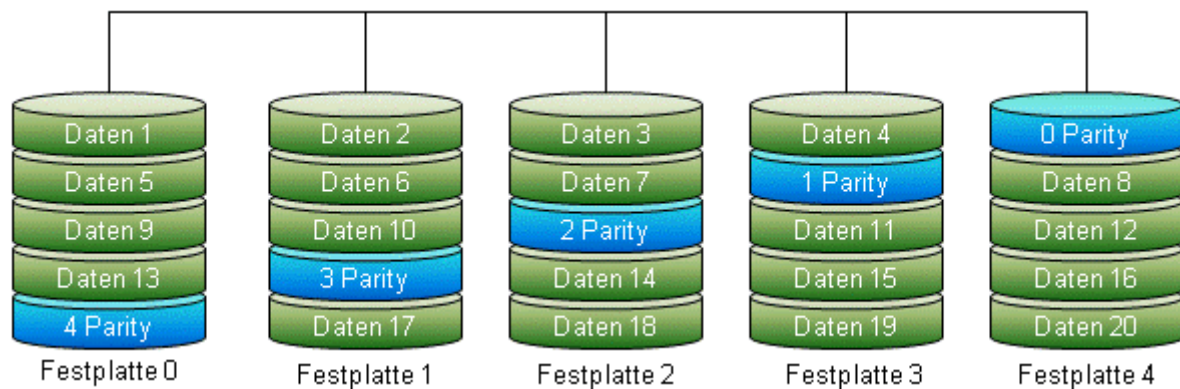 Daten 1 Daten 2 Daten 3 Daten 4 0 Parity
Daten 5 Daten 6 Daten 7 1 Parity Daten 8
Daten 9 Daten 10 2 Parity Daten 11 Daten 12
Daten 13 3 Parity Daten 14 Daten 15 Daten 16
4 Parity Daten 17 Daten 18 Daten 19 Daten 20
Festplatte 0 Festplatte 1 Festplatte 2 Festplatte 3 Festplatte 4